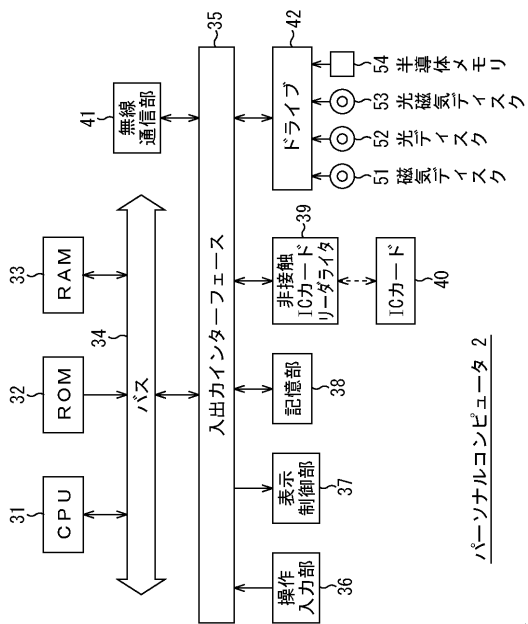 31
CPU
32
ROM
33
RAM
34
バス
41
無線
通信部
35
入出力インターフェース
36
操作
入力部
37
表示
制御部
38
記憶部
39
非接触
ICカード
リーダライタ
40
ICカード
42
ドライブ
51
磁気ディスク
52
光ディスク
53
光磁気ディスク
54
半導体メモリ
パーソナルコンピュータ 2